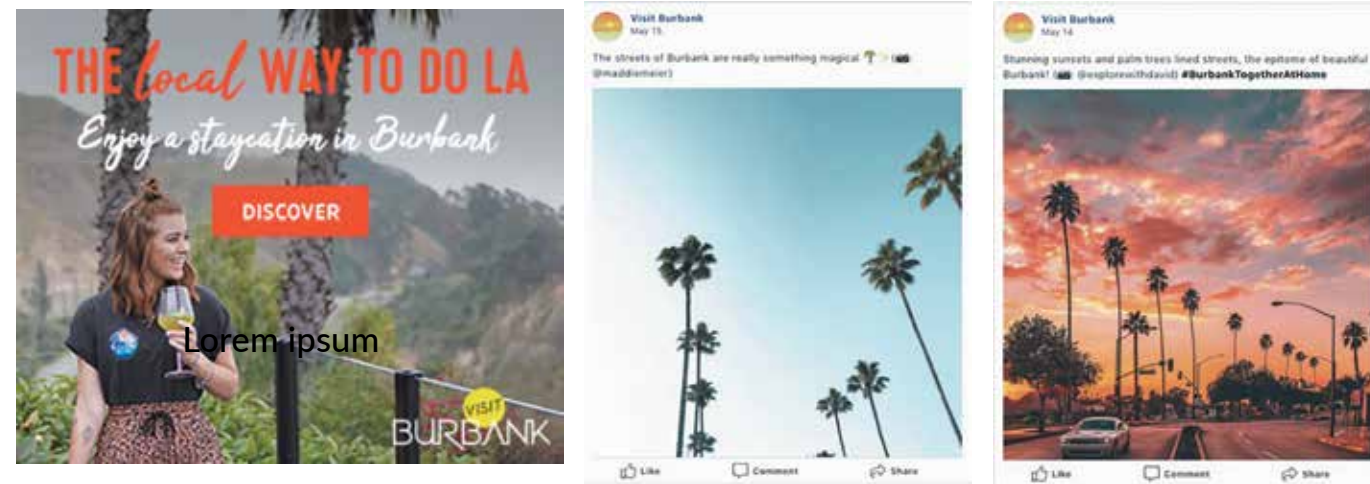 THE local WAY TO DO LA
Enjoy a staycation in Burbank
DISCOVER
Lorem ipsum
VISIT
BURBANK
Visit Burbank
May 15
The streets of Burbank are really something magical
@maddiemeier)
Like Comment Share
Visit Burbank
May 14
Stunning sunsets and palm trees lined streets, the epitome of beautiful
Burbank! ( @explorewithdavid) #BurbankTogetherAtHome
Like Comment Share